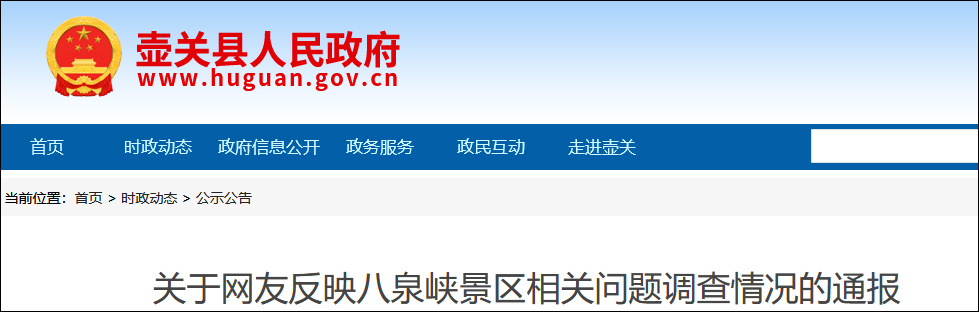 壶关县人民政府
www.huguan.gov.cn
首页 时政动态 政府信息公开 政务服务 政民互动 走进壶关
当前位置：首页 > 时政动态 > 公示公告
关于网友反映八泉峡景区相关问题调查情况的通报